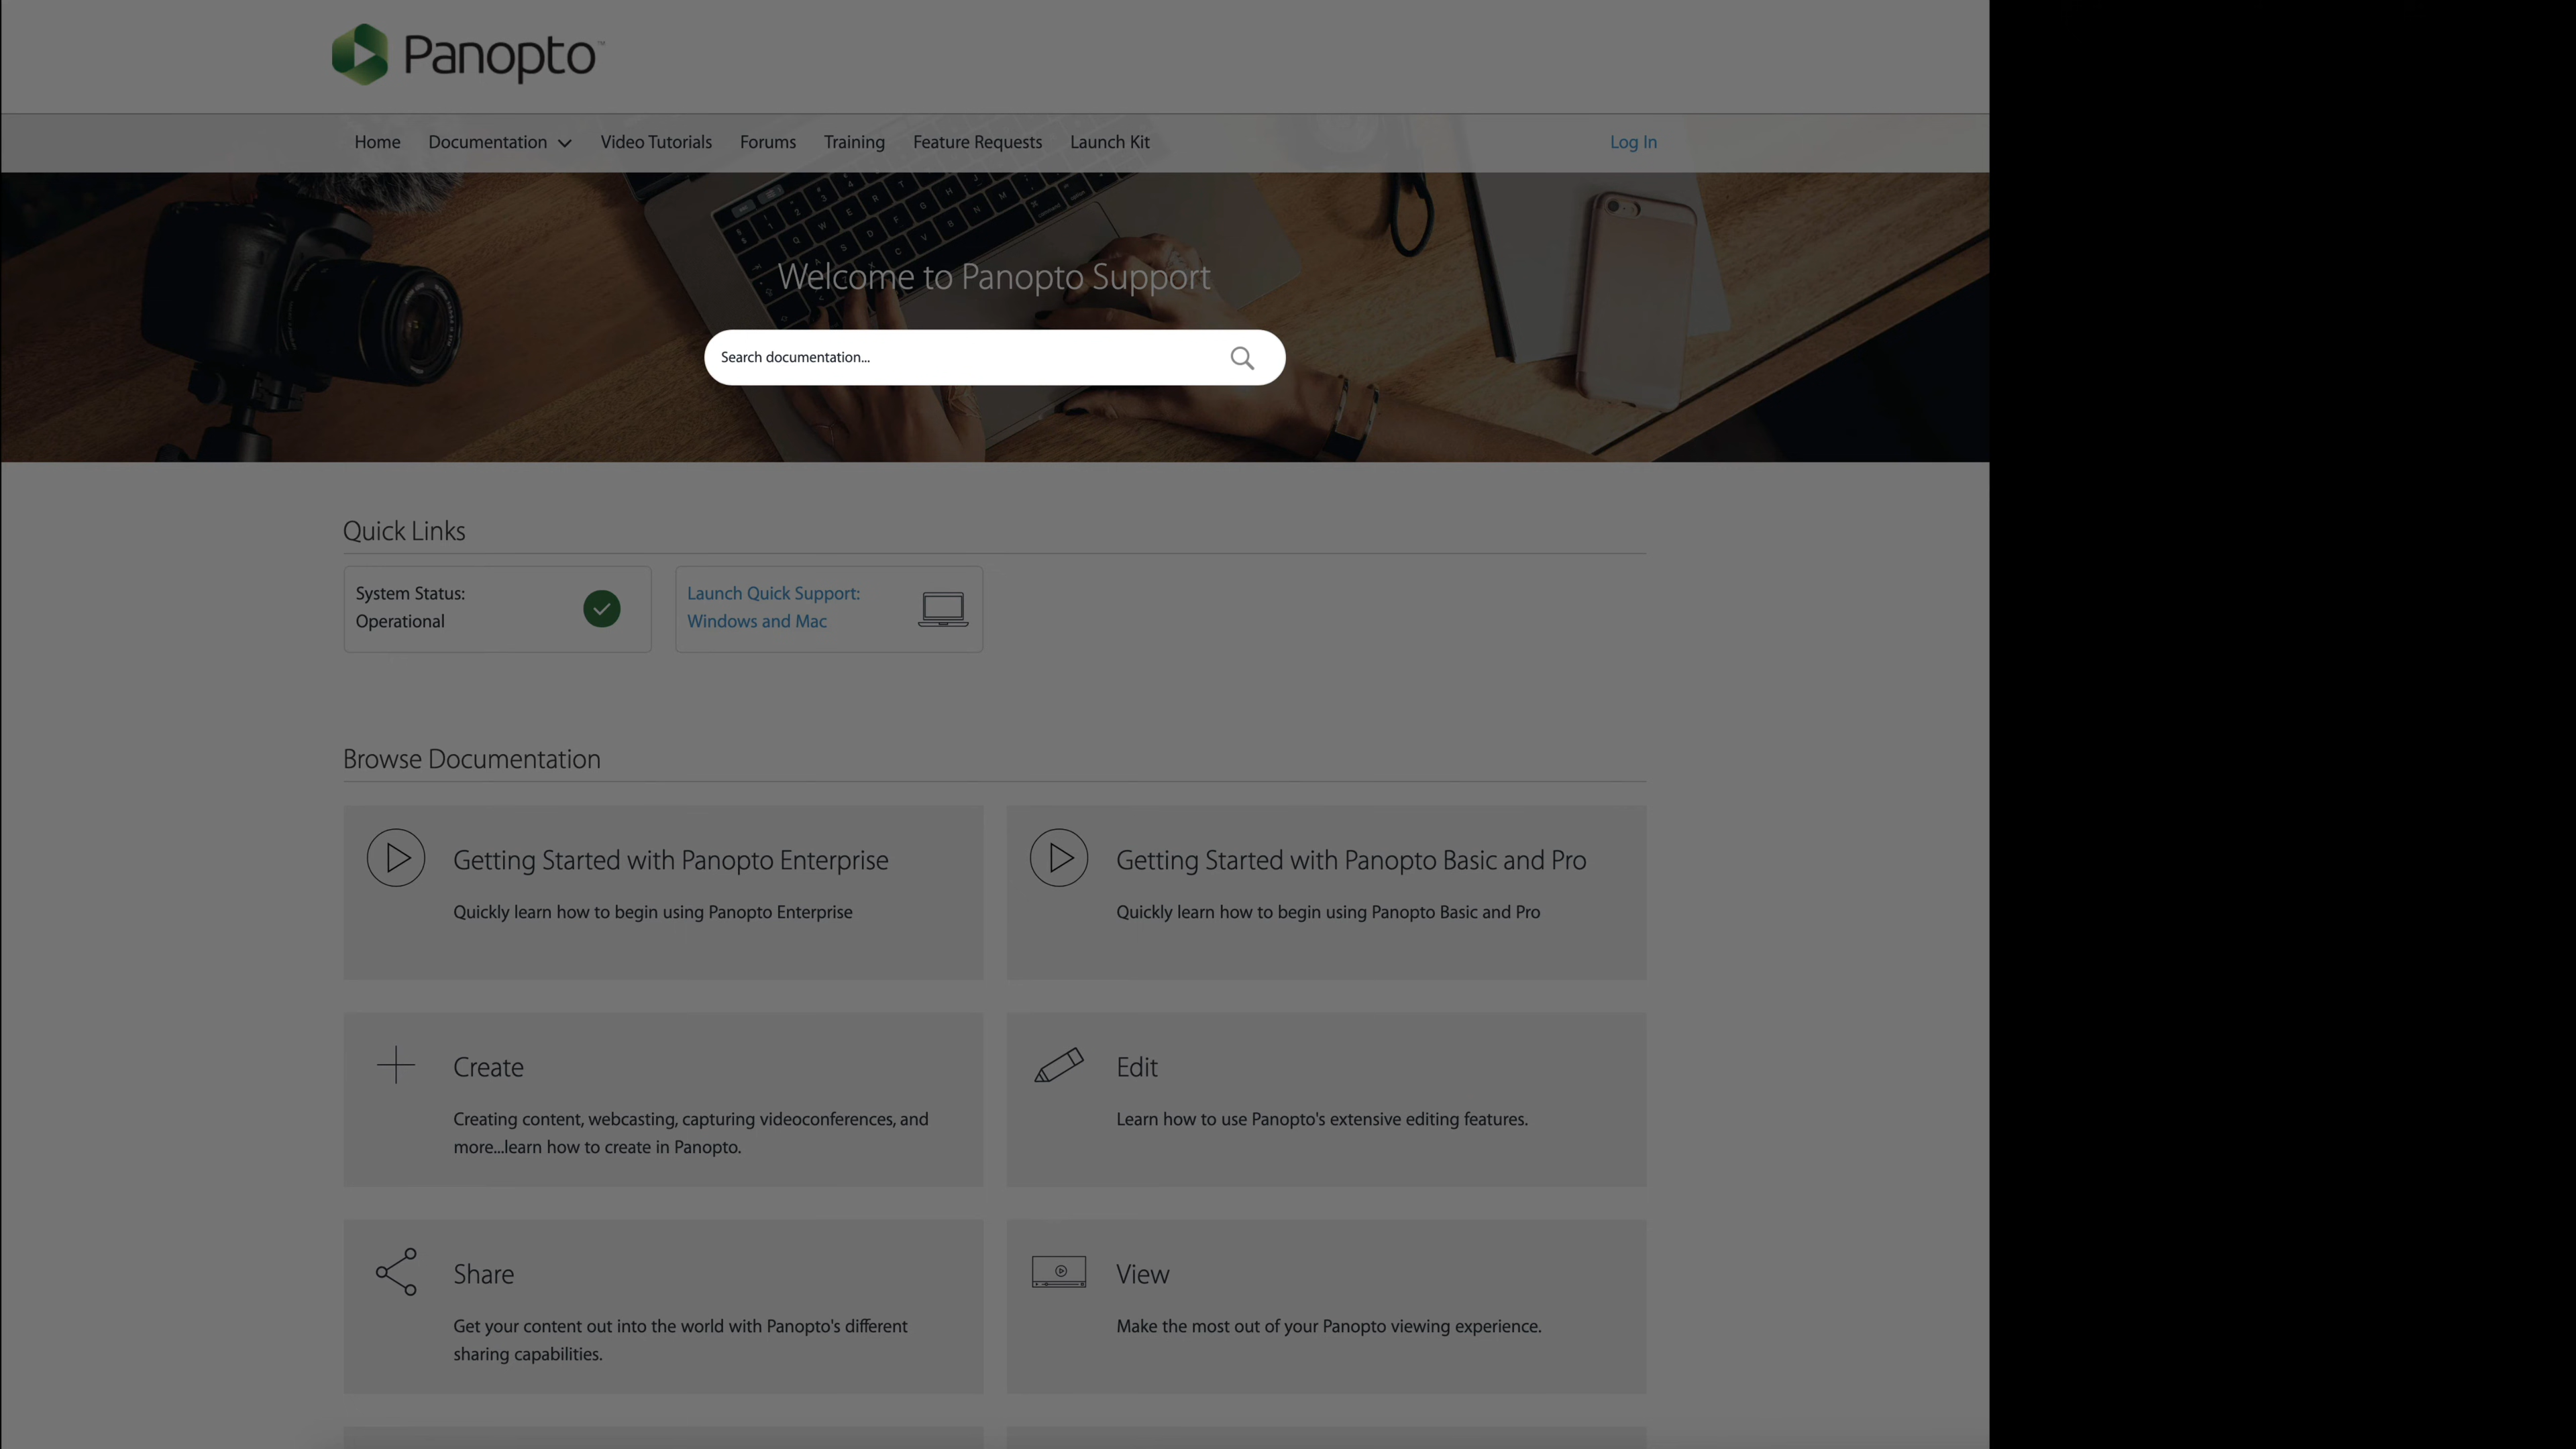 Panopto™
Home Documentation Video Tutorials Forums Training Feature Requests Launch Kit Log In
Welcome to Panopto Support
Search documentation...
Quick Links
System Status:
Operational
Launch Quick Support:
Windows and Mac
Browse Documentation
Getting Started with Panopto Enterprise
Quickly learn how to begin using Panopto Enterprise
Getting Started with Panopto Basic and Pro
Quickly learn how to begin using Panopto Basic and Pro
Create
Creating content, webcasting, capturing videoconferences, and
more...learn how to create in Panopto.
Edit
Learn how to use Panopto's extensive editing features.
Share
Get your content out into the world with Panopto's different
sharing capabilities.
View
Make the most out of your Panopto viewing experience.